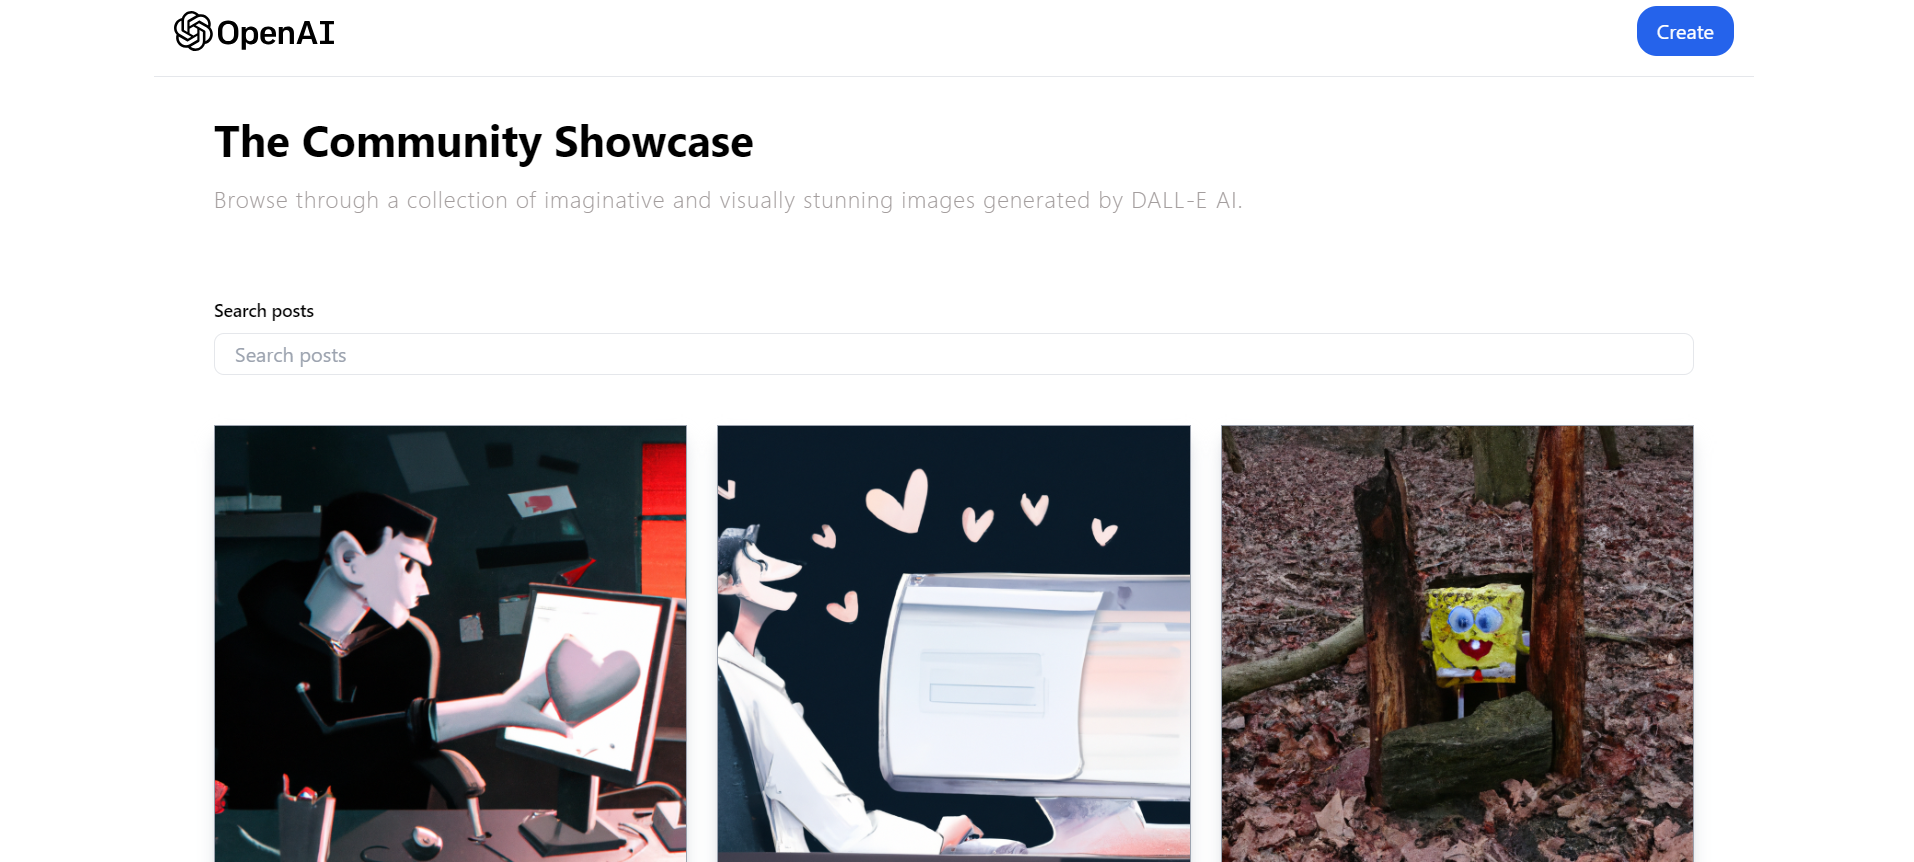 OpenAI
Create
The Community Showcase
Browse through a collection of imaginative and visually stunning images generated by DALL-E AI.
Search posts
Search posts